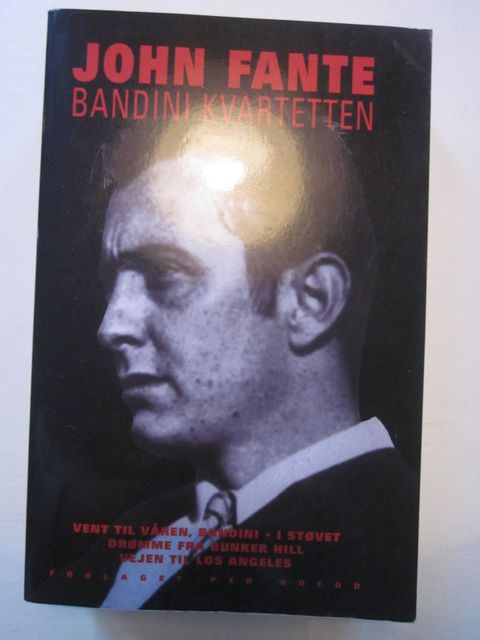 JOHN FANTE
BANDINI KVARTETTEN
VENT TIL VÅREN, BANDINI • I STØVET
DRØMME FRA BUNKER HILL
VEJEN TIL LOS ANGELES
FORLAGET PER KOFOD